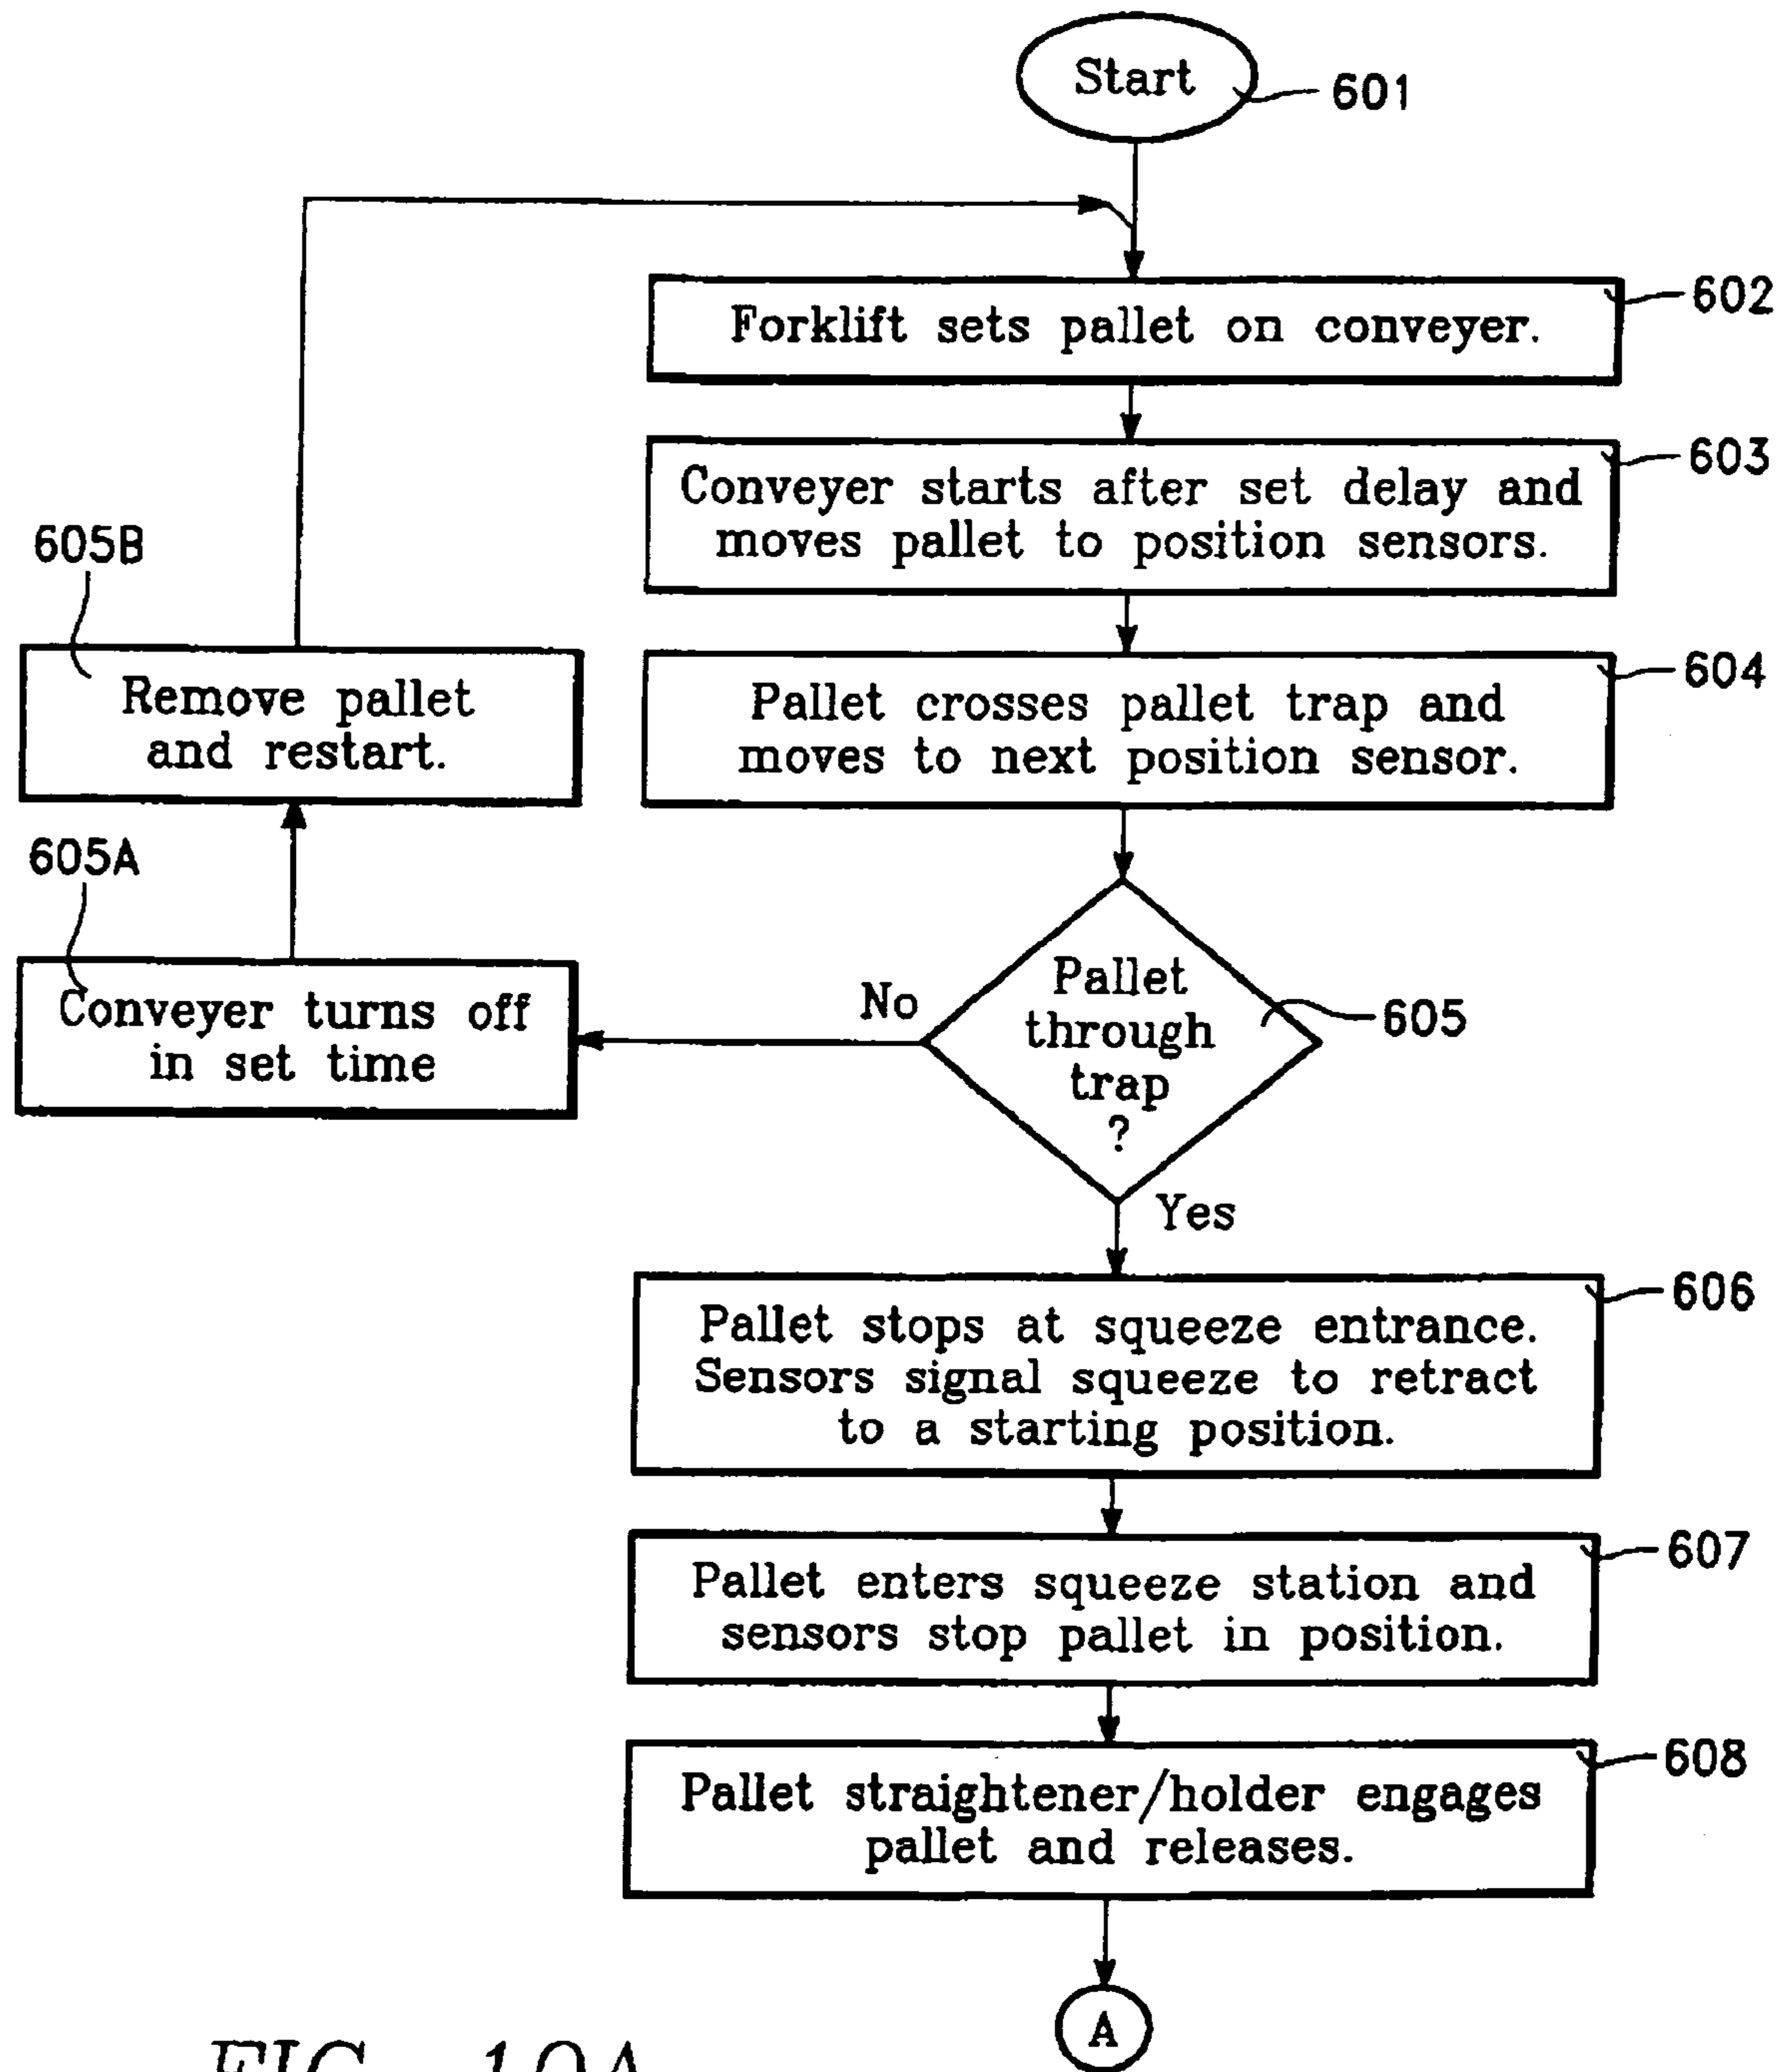 Start
601
602
Forklift sets pallet on conveyer.
603
Conveyer starts after set delay and
moves pallet to position sensors.
605B
604
Remove pallet
and restart.
Pallet crosses pallet trap and
moves to next position sensor.
605A
Conveyer turns off
in set time
No
Pallet
through
trap
?
605
Yes
606
Pallet stops at squeeze entrance.
Sensors signal squeeze to retract
to a starting position.
607
Pallet enters squeeze station and
sensors stop pallet in position.
608
Pallet straightener/holder engages
pallet and releases.
A
FIG. 10A